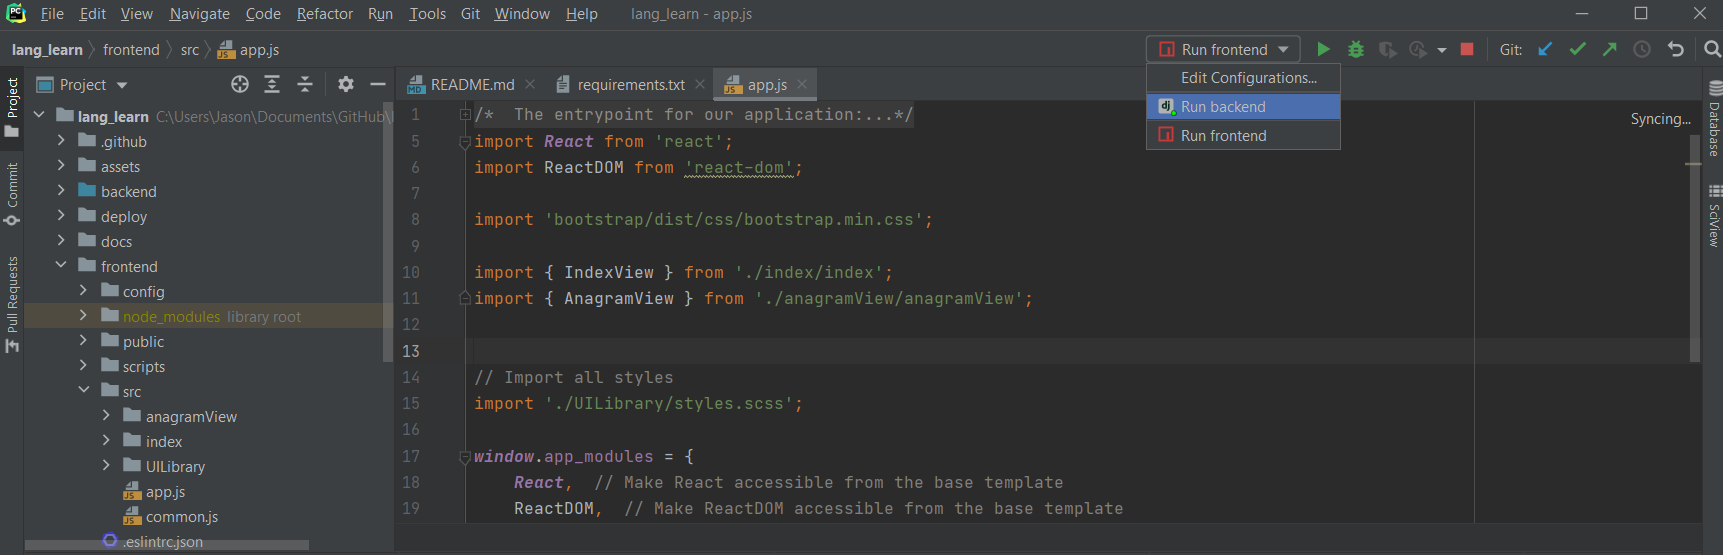 PC File Edit View Navigate Code Refactor Run Tools Git Window Help lang_learn - app.js
lang_learn frontend src JS app.js Run frontend Git:
Edit Configurations...
dj Run backend
Run frontend
Project
Commit
Pull Requests
Project
lang_learn C:\Users\Jason\Documents\GitHub\
.github
assets
backend
deploy
docs
frontend
config
node_modules library root
public
scripts
src
anagramView
index
UILibrary
JS app.js
JS common.js
.eslintrc.json
MD README.md requirements.txt JS app.js
1 /* The entrypoint for our application:...*/
5 import React from 'react';
6 import ReactDOM from 'react-dom';
7
8 import 'bootstrap/dist/css/bootstrap.min.css';
9
10 import { IndexView } from './index/index';
11 import { AnagramView } from './anagramView/anagramView';
12
13
14 // Import all styles
15 import './UILibrary/styles.scss';
16
17 window.app_modules = {
18 React, // Make React accessible from the base template
19 ReactDOM, // Make ReactDOM accessible from the base template
Syncing...
Database
SciView